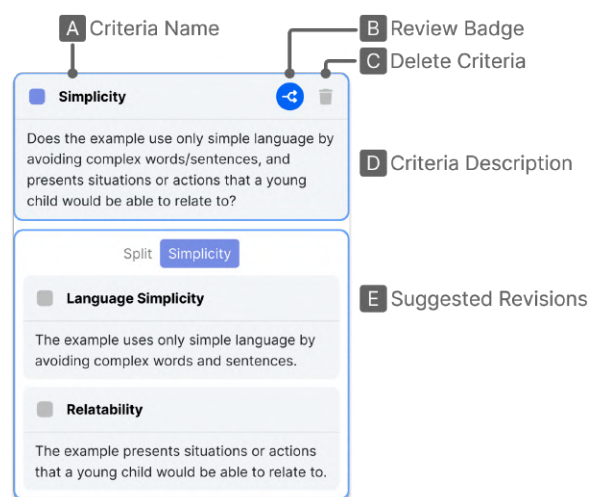 A Criteria Name
B Review Badge
C Delete Criteria
Simplicity
Does the example use only simple language by
avoiding complex words/sentences, and
presents situations or actions that a young
child would be able to relate to?
D Criteria Description
Split Simplicity
Language Simplicity
The example uses only simple language by
avoiding complex words and sentences.
E Suggested Revisions
Relatability
The example presents situations or actions
that a young child would be able to relate to.